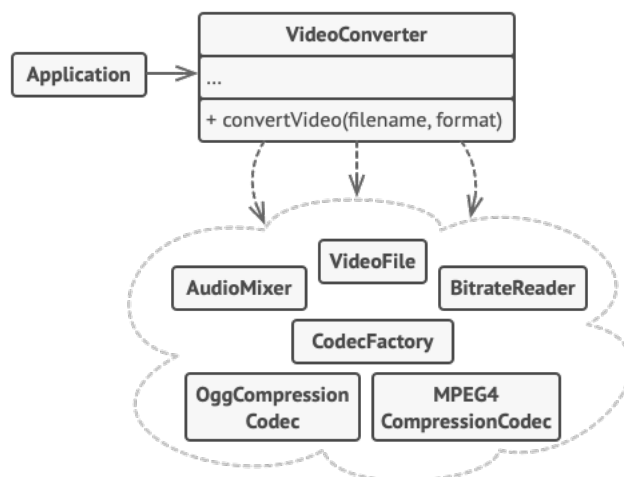 VideoConverter
Application
...
+ convertVideo(filename, format)
VideoFile
AudioMixer
BitrateReader
CodecFactory
OggCompression
Codec
MPEG4
CompressionCodec